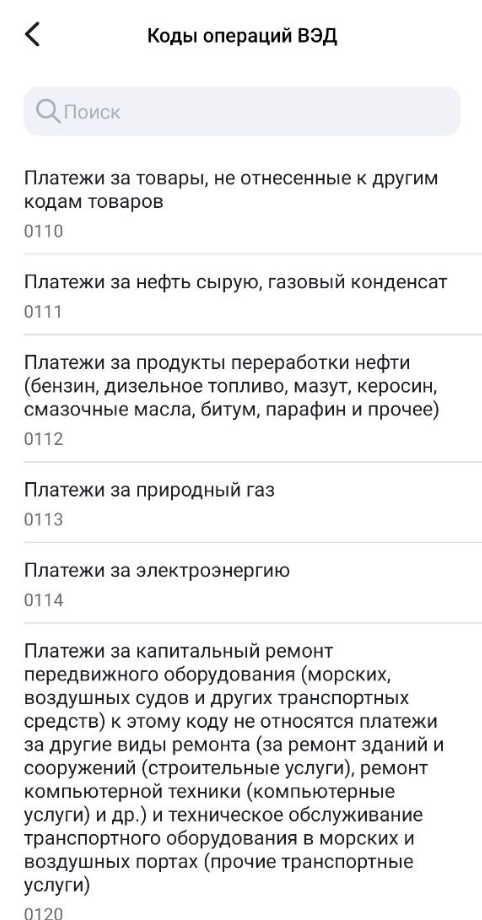 Коды операций ВЭД
Поиск
Платежи за товары, не отнесенные к другим
кодам товаров
0110
Платежи за нефть сырую, газовый конденсат
0111
Платежи за продукты переработки нефти
(бензин, дизельное топливо, мазут, керосин,
смазочные масла, битум, парафин и прочее)
0112
Платежи за природный газ
0113
Платежи за электроэнергию
0114
Платежи за капитальный ремонт
передвижного оборудования (морских,
воздушных судов и других транспортных
средств) к этому коду не относятся платежи
за другие виды ремонта (за ремонт зданий и
сооружений (строительные услуги), ремонт
компьютерной техники (компьютерные
услуги) и др.) и техническое обслуживание
транспортного оборудования в морских и
воздушных портах (прочие транспортные
услуги)
0120